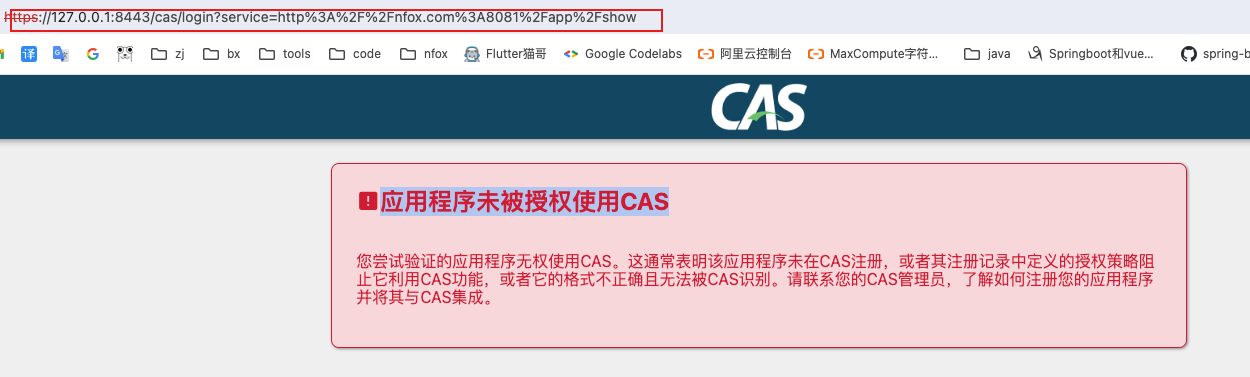 https://127.0.0.1:8443/cas/login?service=http%3A%2F%2Fnfox.com%3A8081%2Fapp%2Fshow
译 zj bx tools code nfox Flutter猫哥 Google Codelabs 阿里云控制台 MaxCompute字符... java Springboot和vue... spring-b
CAS
应用程序未被授权使用CAS
您尝试验证的应用程序无权使用CAS。这通常表明该应用程序未在CAS注册，或者其注册记录中定义的授权策略阻
止它利用CAS功能，或者它的格式不正确且无法被CAS识别。请联系您的CAS管理员，了解如何注册您的应用程序
并将其与CAS集成。